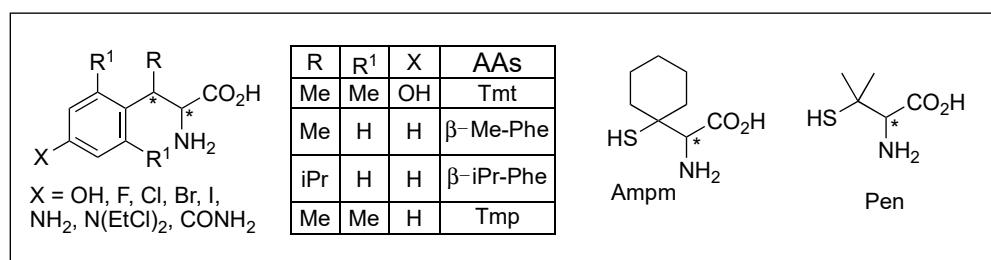 R¹ R
CO₂H
* *
NH₂
X R¹
X = OH, F, Cl, Br, I,
NH₂, N(EtCl)₂, CONH₂
R R¹ X AAs
Me Me OH Tmt
Me H H β−Me-Phe
iPr H H β−iPr-Phe
Me Me H Tmp
HS CO₂H
*
NH₂
Ampm
HS CO₂H
*
NH₂
Pen